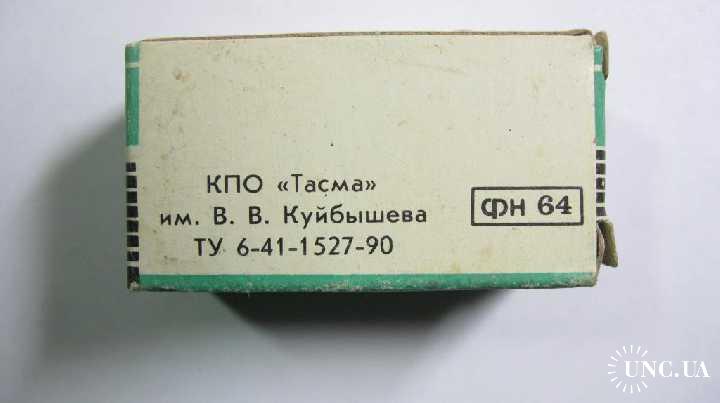 КПО «Тасма»
им. В. В. Куйбышева
ТУ 6-41-1527-90
ФН 64
UNC.UA